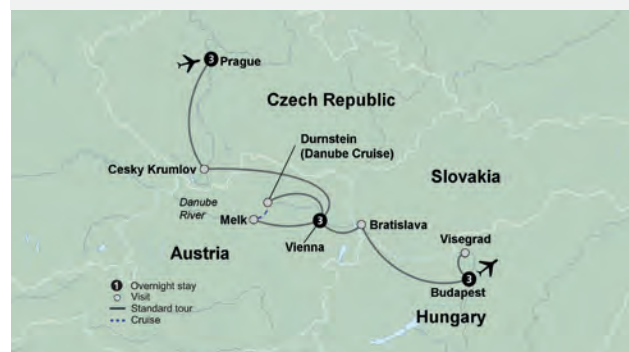 3 Prague
Czech Republic
Durnstein
(Danube Cruise)
Cesky Krumlov
Slovakia
Danube
River
Melk
3
Vienna
Bratislava
Visegrad
Austria
3
Budapest
Hungary
1 Overnight stay
Visit
Standard tour
Cruise